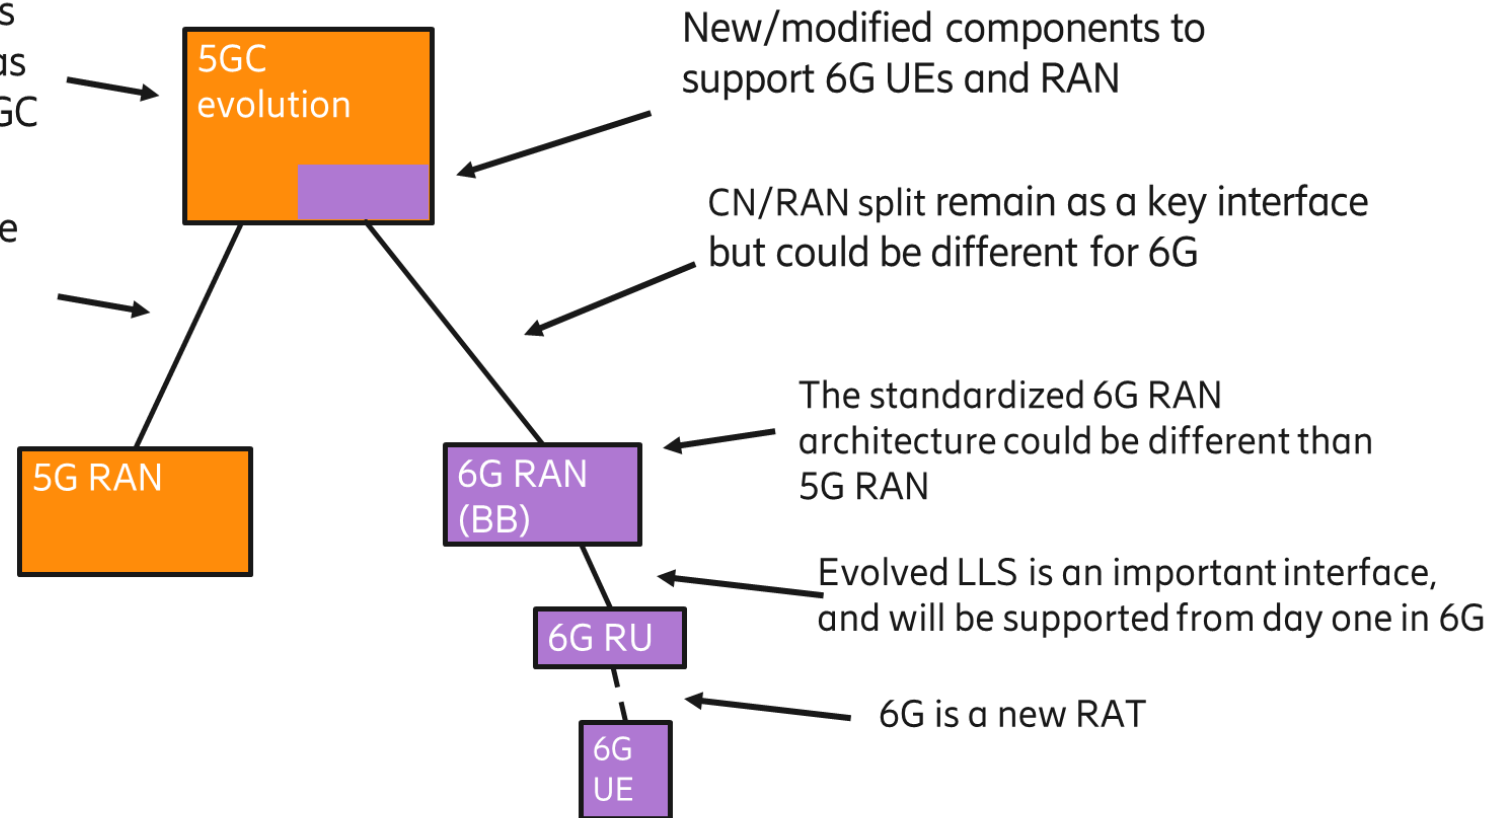 s
as
GC
e
5GC
evolution
New/modified components to
support 6G UEs and RAN
CN/RAN split remain as a key interface
but could be different for 6G
5G RAN
6G RAN
(BB)
The standardized 6G RAN
architecture could be different than
5G RAN
Evolved LLS is an important interface,
and will be supported from day one in 6G
6G RU
6G is a new RAT
6G
UE